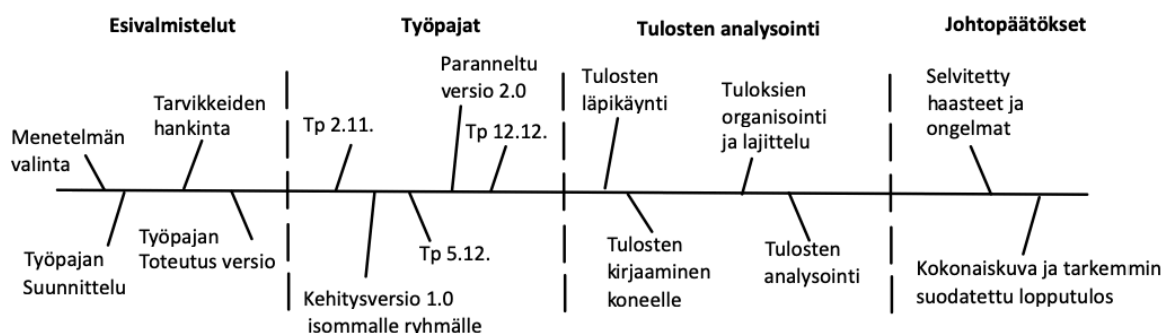 Esivalmistelut
Työpajat
Tulosten analysointi
Johtopäätökset
Menetelmän
valinta
Työpajan
Suunnittelu
Tarvikkeiden
hankinta
Työpajan
Toteutus versio
Tp 2.11.
Kehitysversio 1.0
isommalle ryhmälle
Tp 5.12.
Paranneltu
versio 2.0
Tp 12.12.
Tulosten
läpikäynti
Tulosten
kirjaaminen
koneelle
Tuloksien
organisointi
ja lajittelu
Tulosten
analysointi
Selvitetty
haasteet ja
ongelmat
Kokonaiskuva ja tarkemmin
suodatettu lopputulos